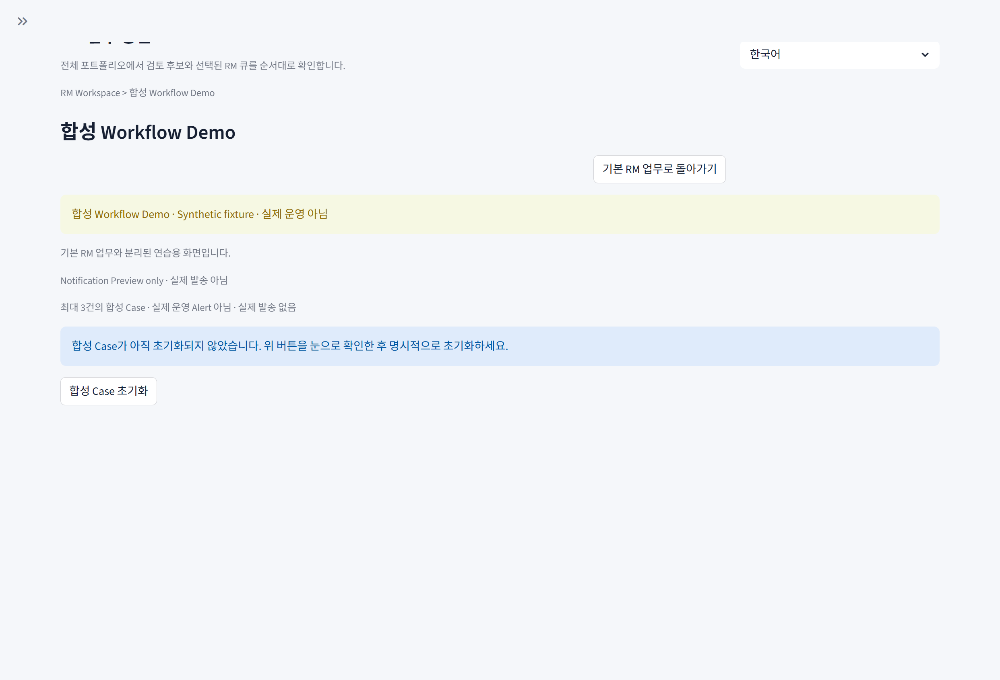 한국어
전체 포트폴리오에서 검토 후보와 선택된 RM 큐를 순서대로 확인합니다.
RM Workspace > 합성 Workflow Demo
합성 Workflow Demo
기본 RM 업무로 돌아가기
합성 Workflow Demo · Synthetic fixture · 실제 운영 아님
기본 RM 업무와 분리된 연습용 화면입니다.
Notification Preview only · 실제 발송 아님
최대 3건의 합성 Case · 실제 운영 Alert 아님 · 실제 발송 없음
합성 Case가 아직 초기화되지 않았습니다. 위 버튼을 눈으로 확인한 후 명시적으로 초기화하세요.
합성 Case 초기화